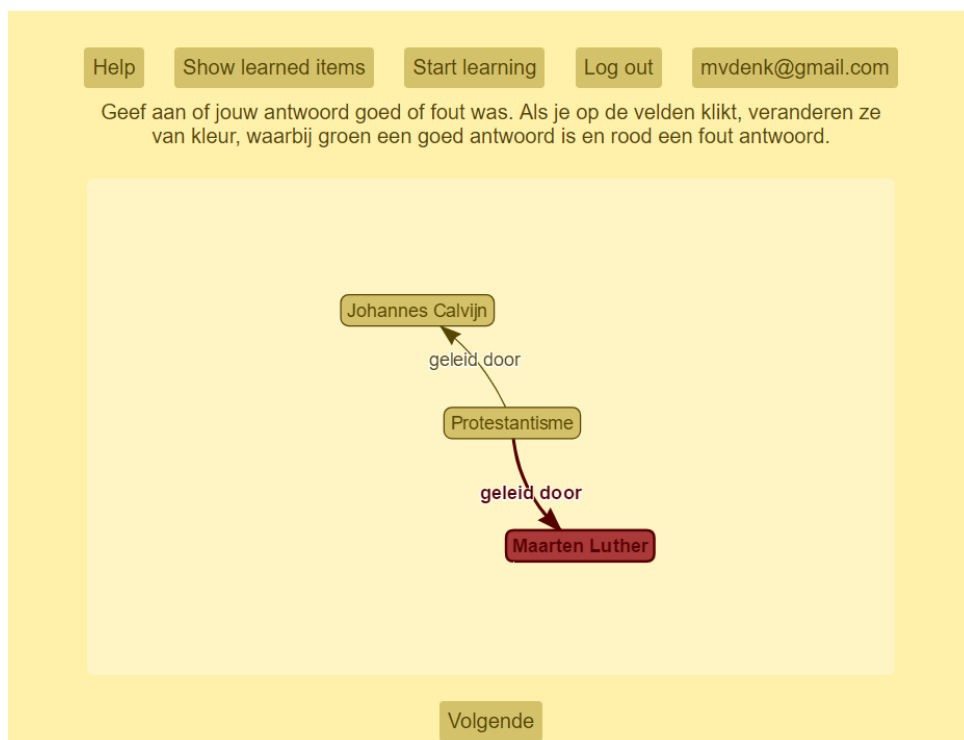 Help
Show learned items
Start learning
Log out
mvdenk@gmail.com
Geef aan of jouw antwoord goed of fout was. Als je op de velden klikt, veranderen ze
van kleur, waarbij groen een goed antwoord is en rood een fout antwoord.
Johannes Calvijn
geleid door
Protestantisme
geleid door
Maarten Luther
Volgende